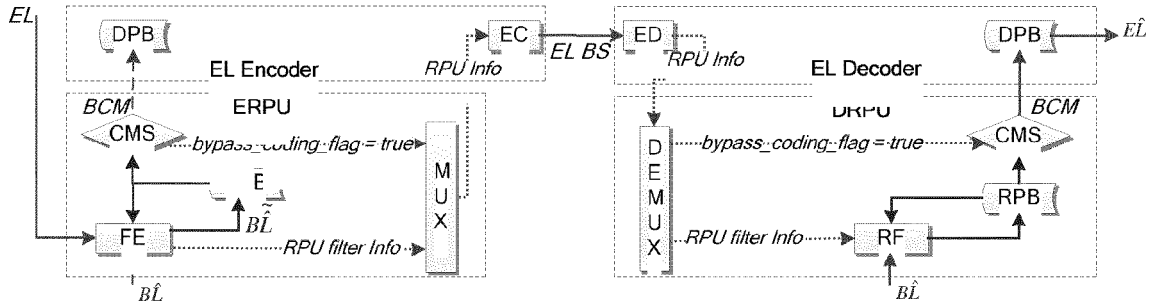 EL
DPB
EC
EL BS
ED
DPB
EL̂
RPU Info
RPU Info
EL Encoder
EL Decoder
ERPU
DRPU
BCM
BCM
CMS
bypass_coding_flag = true
MUX
DEMUX
bypass_coding_flag = true
CMS
RPB
BL̂̃
FE
RPU filter Info
RPU filter Info
RF
BL̂
BL̂